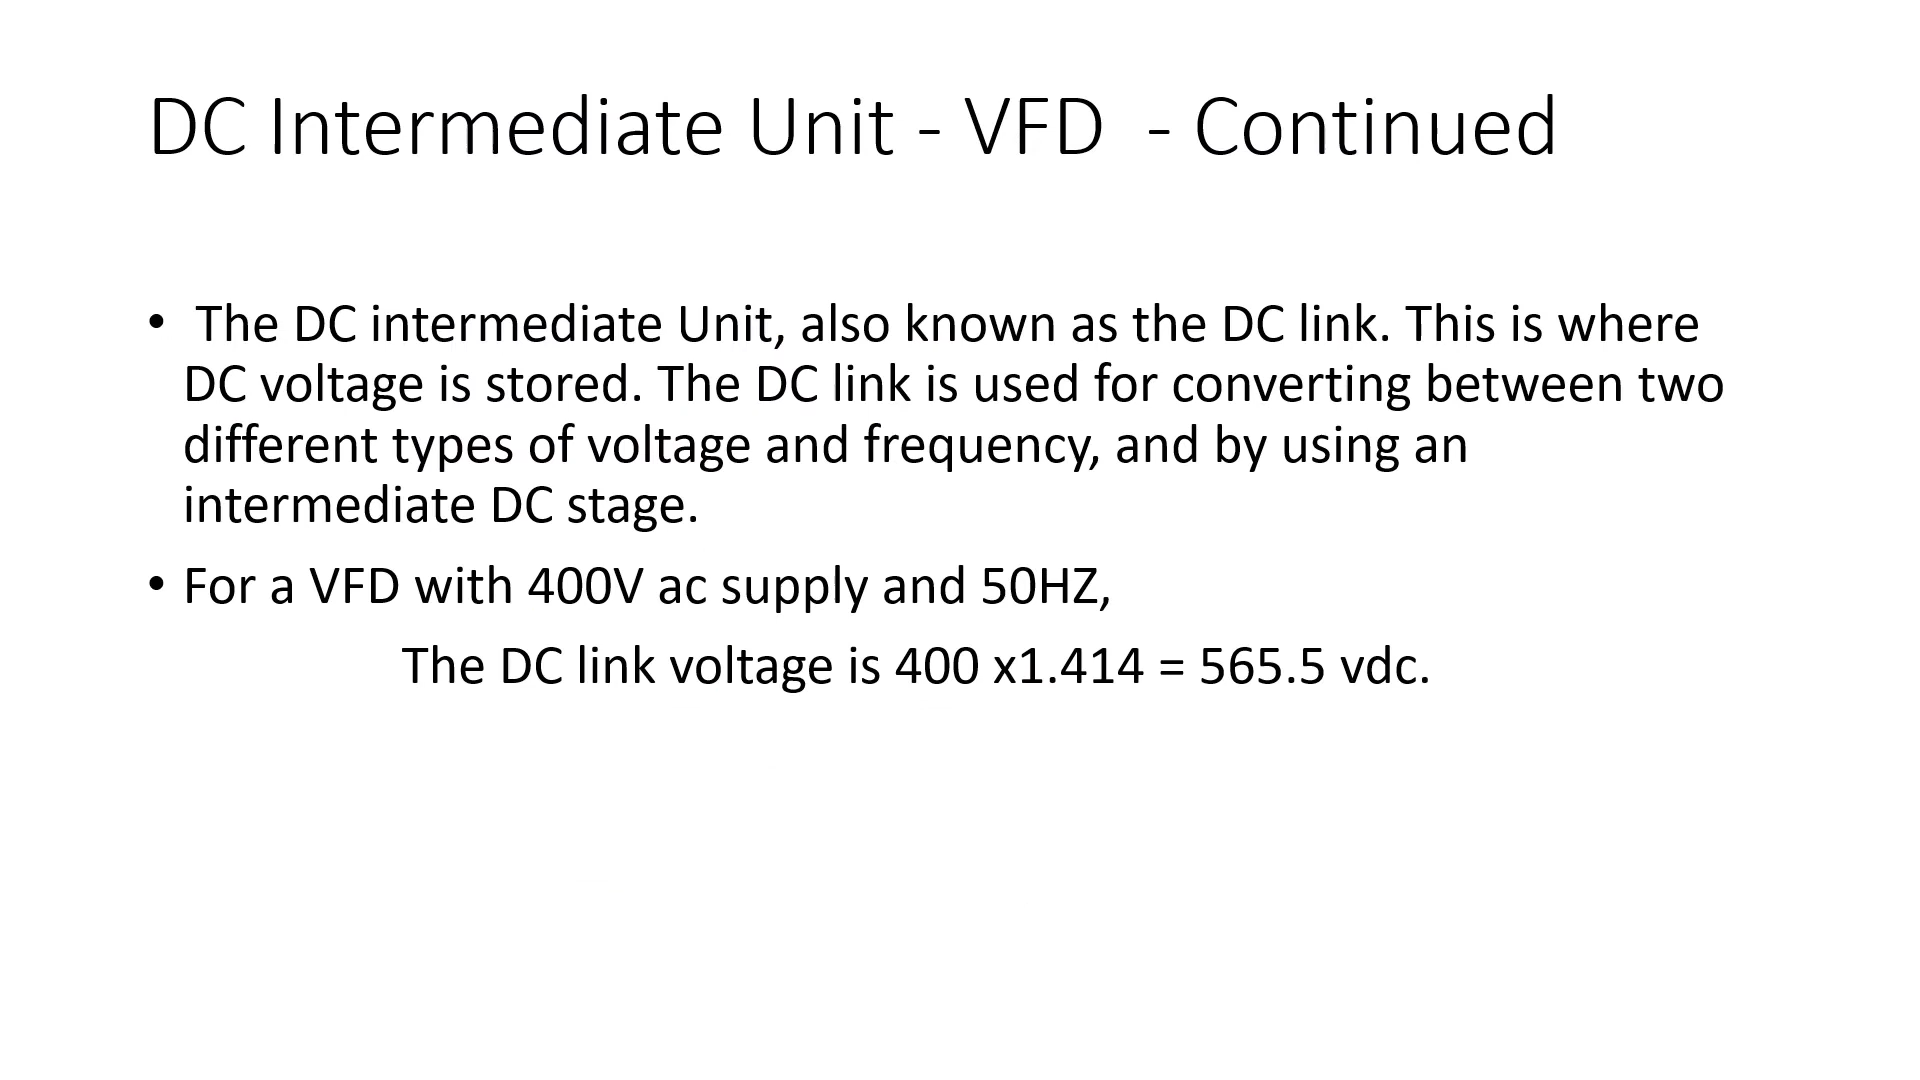 DC Intermediate Unit - VFD  - Continued
• The DC intermediate Unit, also known as the DC link. This is where
DC voltage is stored. The DC link is used for converting between two
different types of voltage and frequency, and by using an
intermediate DC stage.
• For a VFD with 400V ac supply and 50HZ,
The DC link voltage is 400 x1.414 = 565.5 vdc.